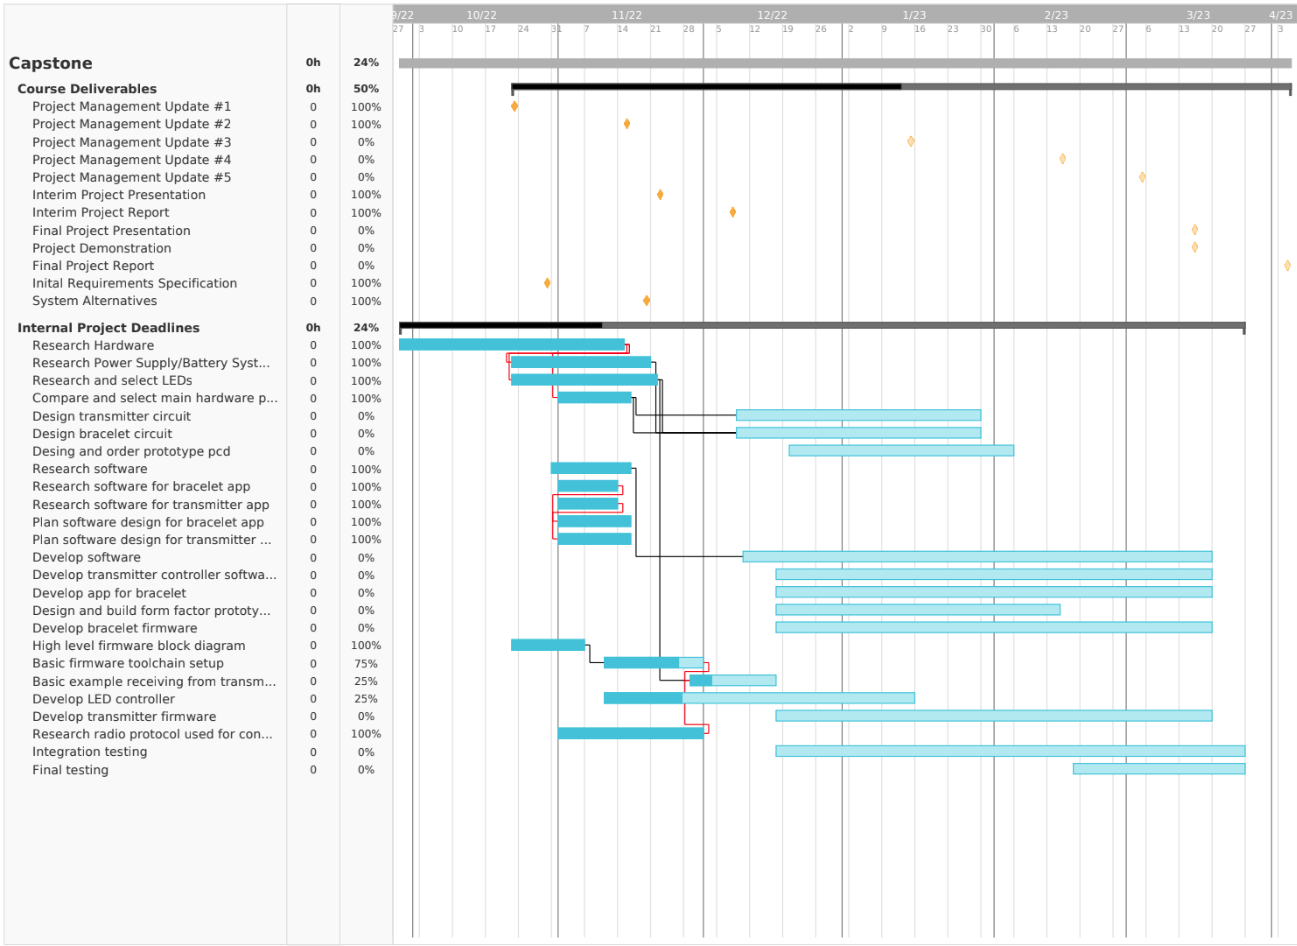 9/22 10/22 11/22 12/22 1/23 2/23 3/23 4/23
27 3 10 17 24 31 7 14 21 28 5 12 19 26 2 9 16 23 30 6 13 20 27 6 13 20 27 3
Capstone 0h 24%
Course Deliverables 0h 50%
Project Management Update #1 0 100%
Project Management Update #2 0 100%
Project Management Update #3 0 0%
Project Management Update #4 0 0%
Project Management Update #5 0 0%
Interim Project Presentation 0 100%
Interim Project Report 0 100%
Final Project Presentation 0 0%
Project Demonstration 0 0%
Final Project Report 0 0%
Inital Requirements Specification 0 100%
System Alternatives 0 100%
Internal Project Deadlines 0h 24%
Research Hardware 0 100%
Research Power Supply/Battery Syst... 0 100%
Research and select LEDs 0 100%
Compare and select main hardware p... 0 100%
Design transmitter circuit 0 0%
Design bracelet circuit 0 0%
Desing and order prototype pcd 0 0%
Research software 0 100%
Research software for bracelet app 0 100%
Research software for transmitter app 0 100%
Plan software design for bracelet app 0 100%
Plan software design for transmitter ... 0 100%
Develop software 0 0%
Develop transmitter controller softwa... 0 0%
Develop app for bracelet 0 0%
Design and build form factor prototy... 0 0%
Develop bracelet firmware 0 0%
High level firmware block diagram 0 100%
Basic firmware toolchain setup 0 75%
Basic example receiving from transm... 0 25%
Develop LED controller 0 25%
Develop transmitter firmware 0 0%
Research radio protocol used for con... 0 100%
Integration testing 0 0%
Final testing 0 0%